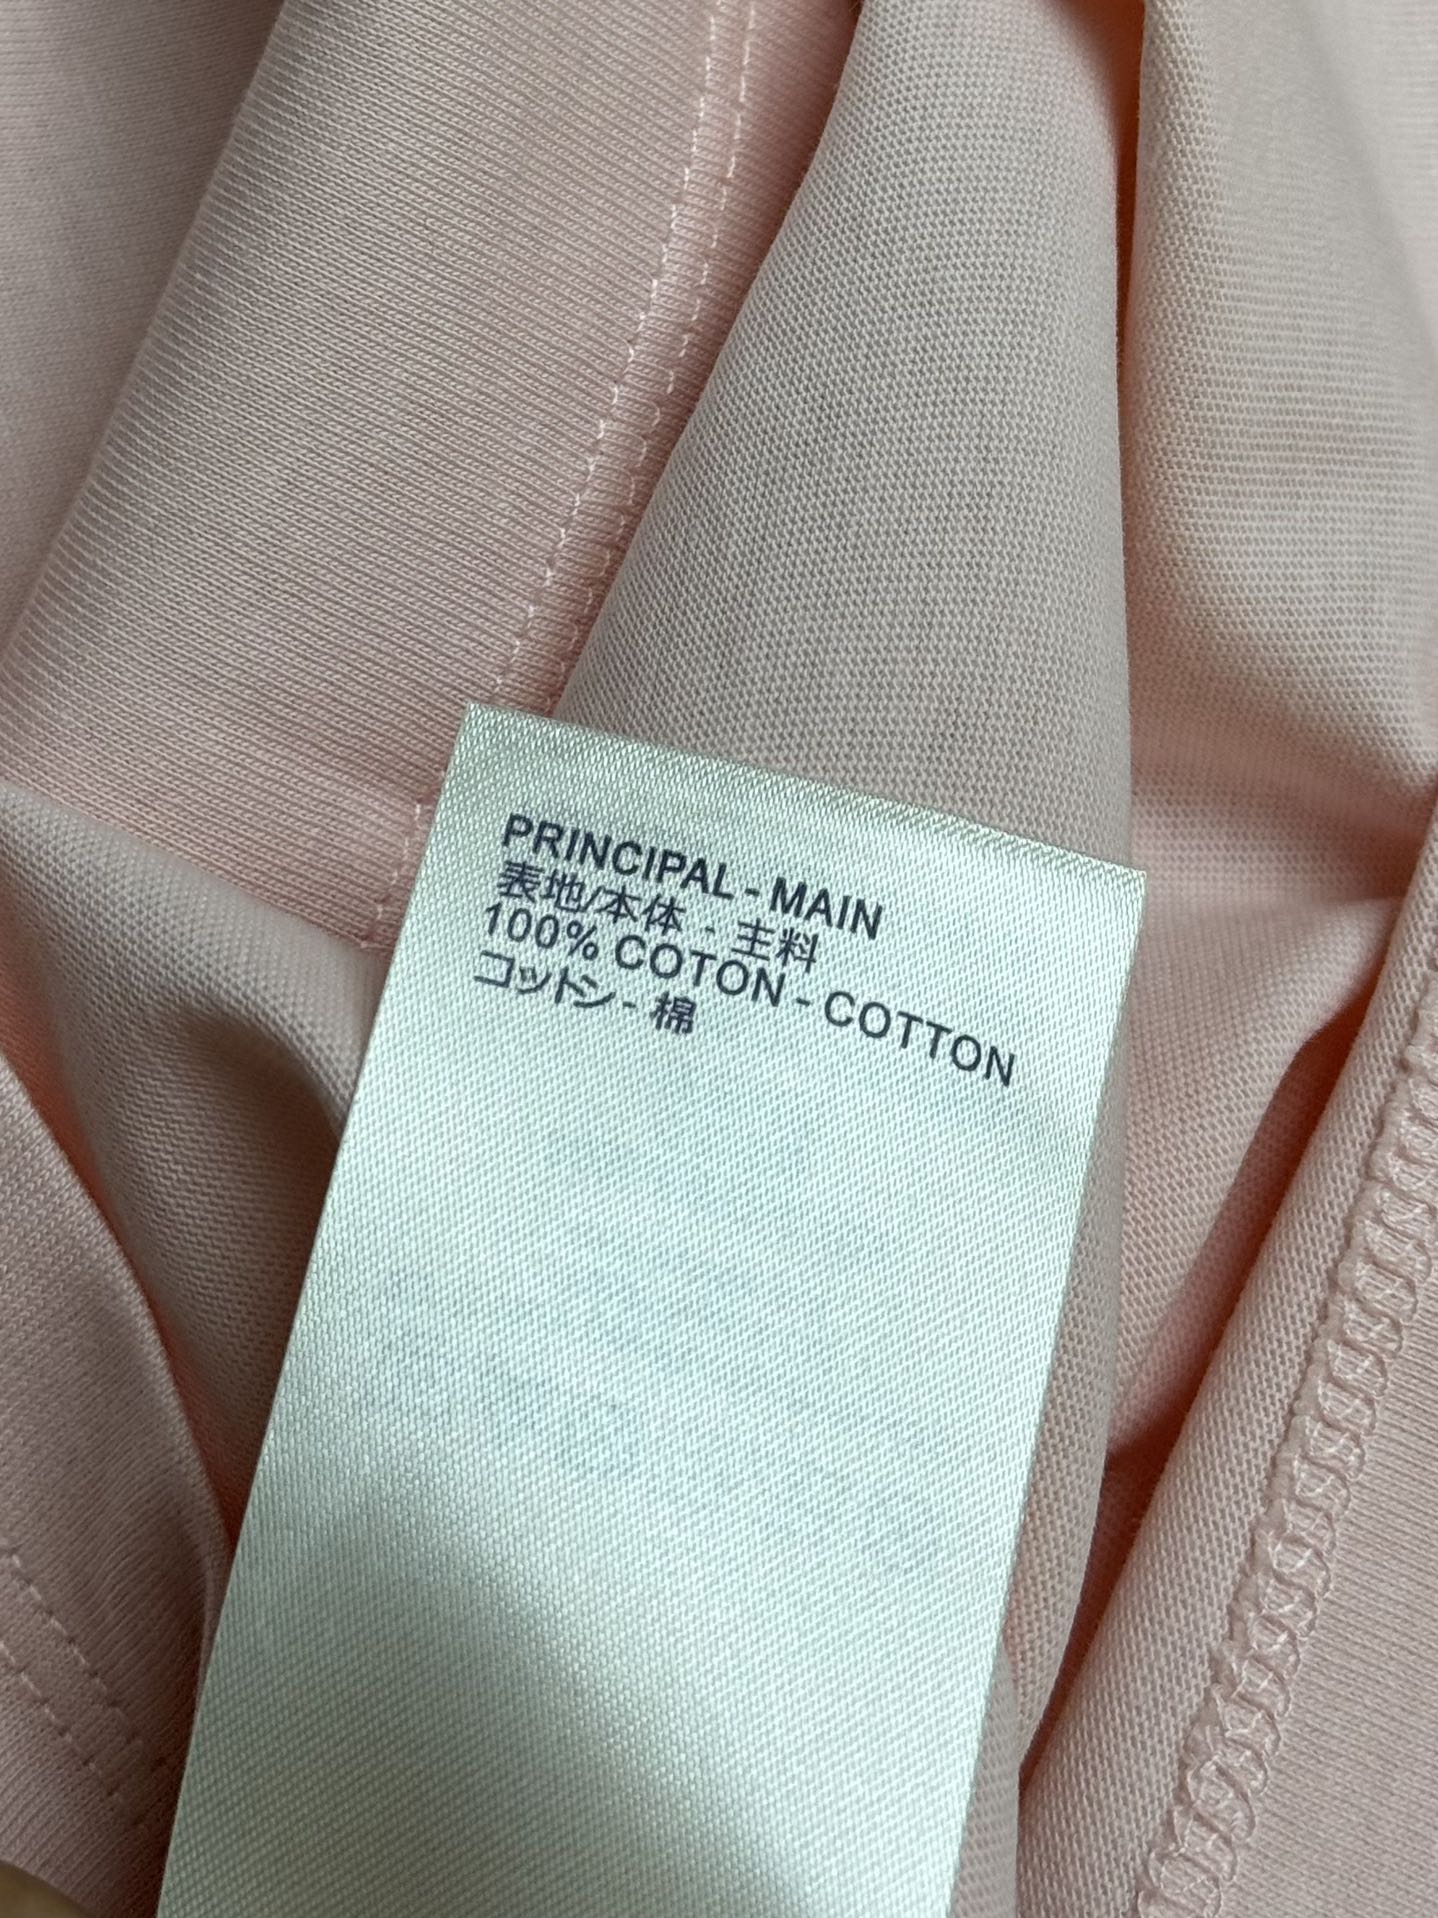 PRINCIPAL - MAIN
表地/本体 - 主料
100% COTON - COTTON
コットン - 棉